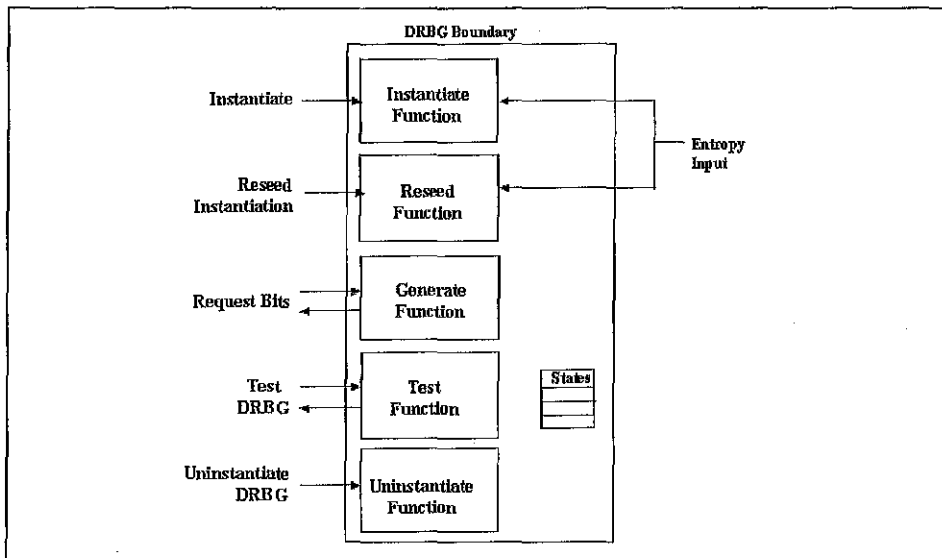 DRBG Boundary
Instantiate
Instantiate
Function
Entropy
Input
Reseed
Instantiation
Reseed
Function
Request Bits
Generate
Function
Test
DRBG
Test
Function
States
Uninstantiate
DRBG
Uninstantiate
Function